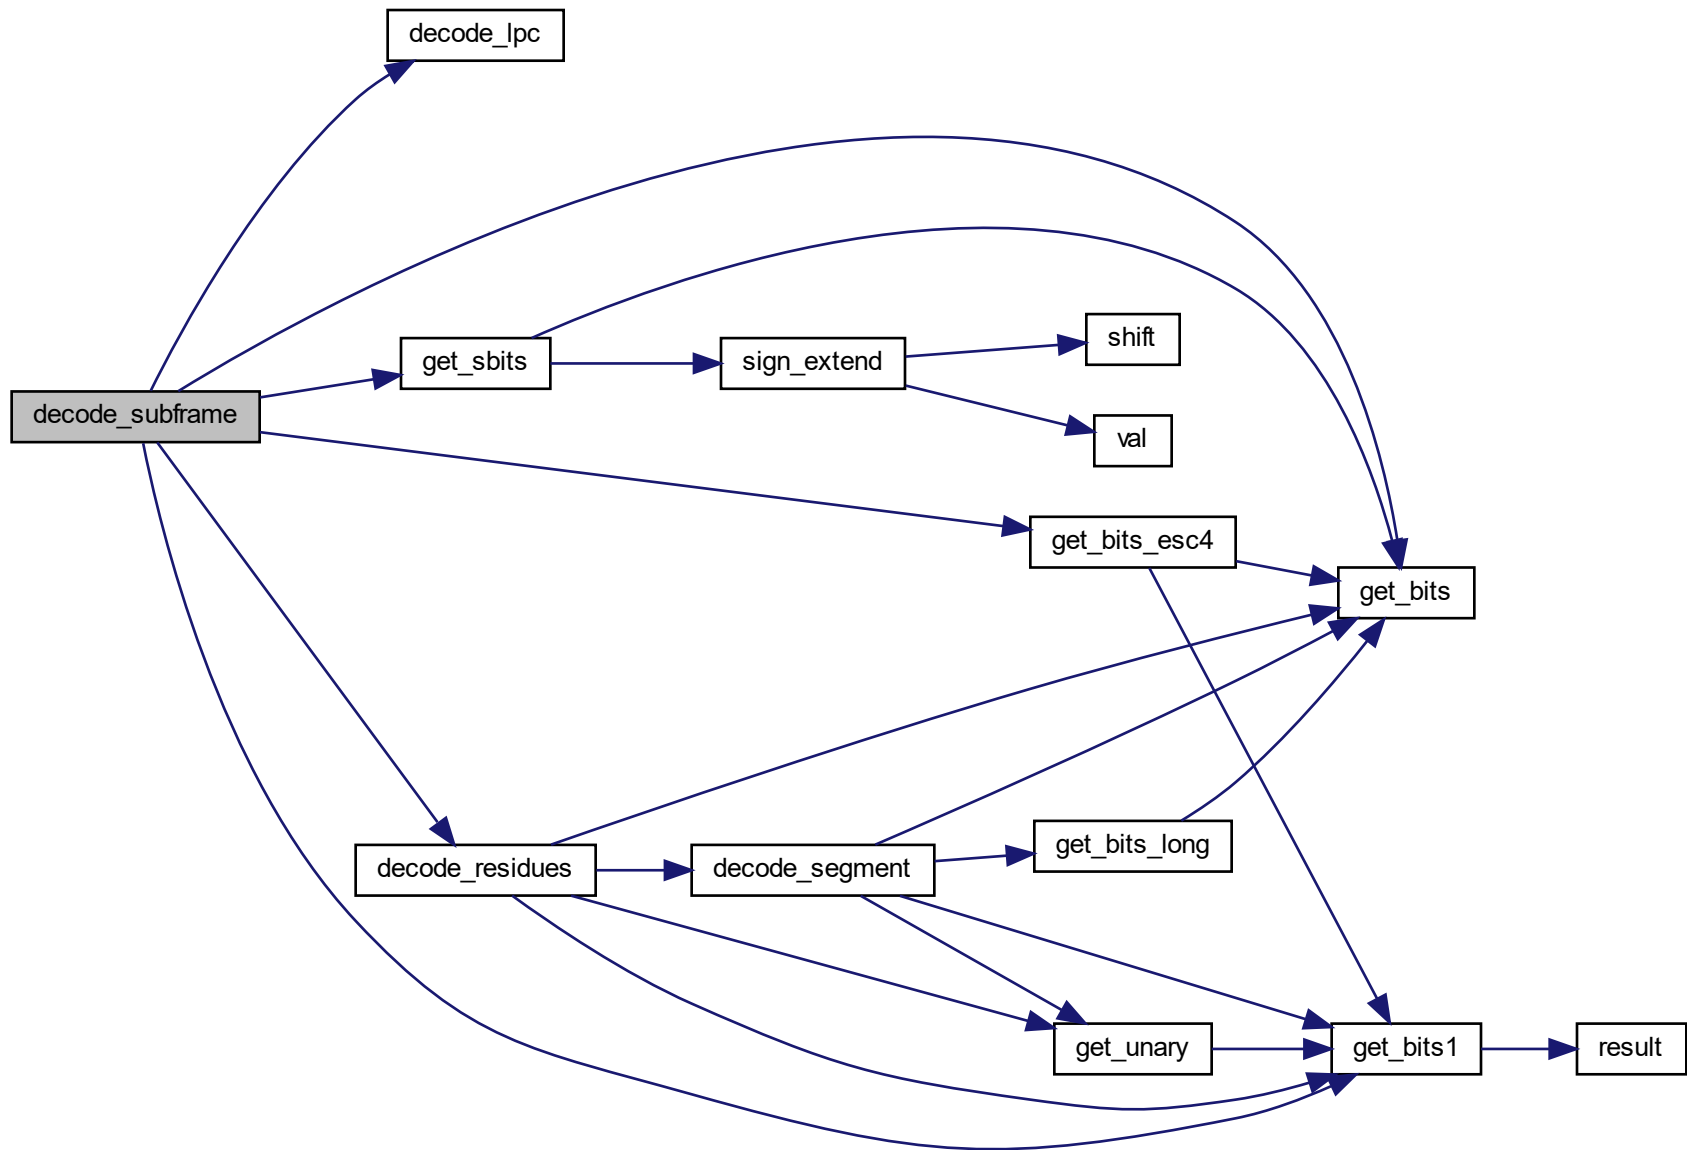 decode_lpc
shift
get_sbits
sign_extend
decode_subframe
val
get_bits_esc4
get_bits
get_bits_long
decode_residues
decode_segment
get_unary
get_bits1
result